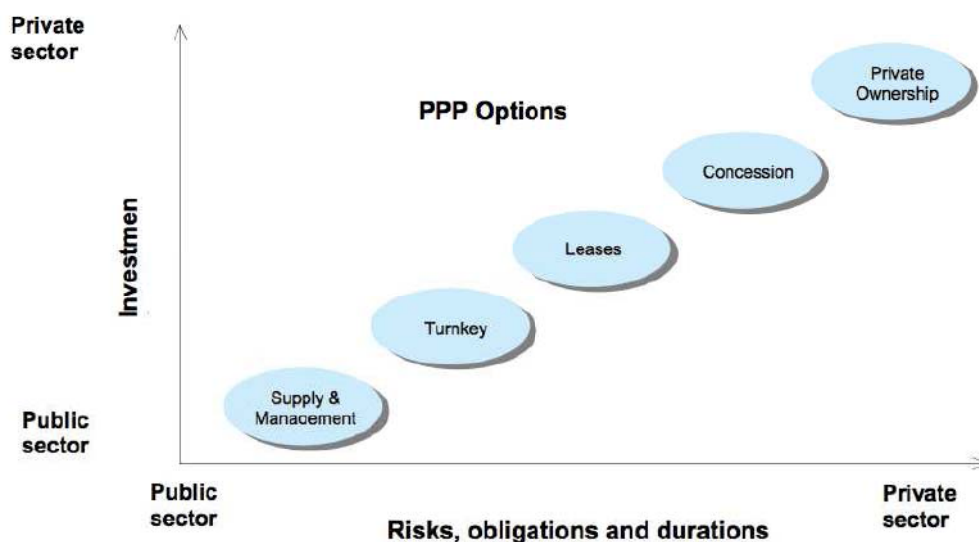 Private
sector
PPP Options
Private
Ownership
Concession
Leases
Investmen
Turnkey
Supply &
Management
Public
sector
Public
sector
Private
sector
Risks, obligations and durations